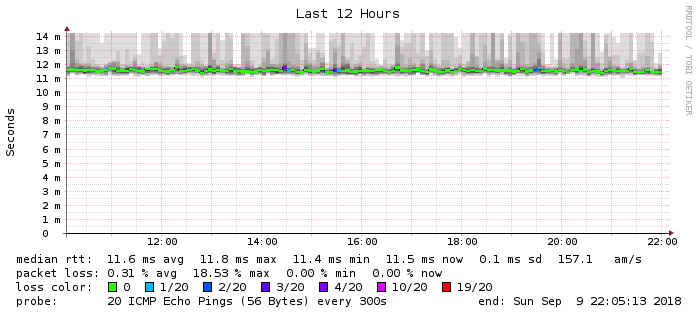 Last 12 Hours
RRDTOOL / TOBI OETIKER
Seconds
14 m
13 m
12 m
11 m
10 m
9 m
8 m
7 m
6 m
5 m
4 m
3 m
2 m
1 m
0
12:00 14:00 16:00 18:00 20:00 22:00
median rtt: 11.6 ms avg 11.8 ms max 11.4 ms min 11.5 ms now 0.1 ms sd 157.1 am/s
packet loss: 0.31 % avg 18.53 % max 0.00 % min 0.00 % now
loss color: 0 1/20 2/20 3/20 4/20 10/20 19/20
probe: 20 ICMP Echo Pings (56 Bytes) every 300s end: Sun Sep 9 22:05:13 2018